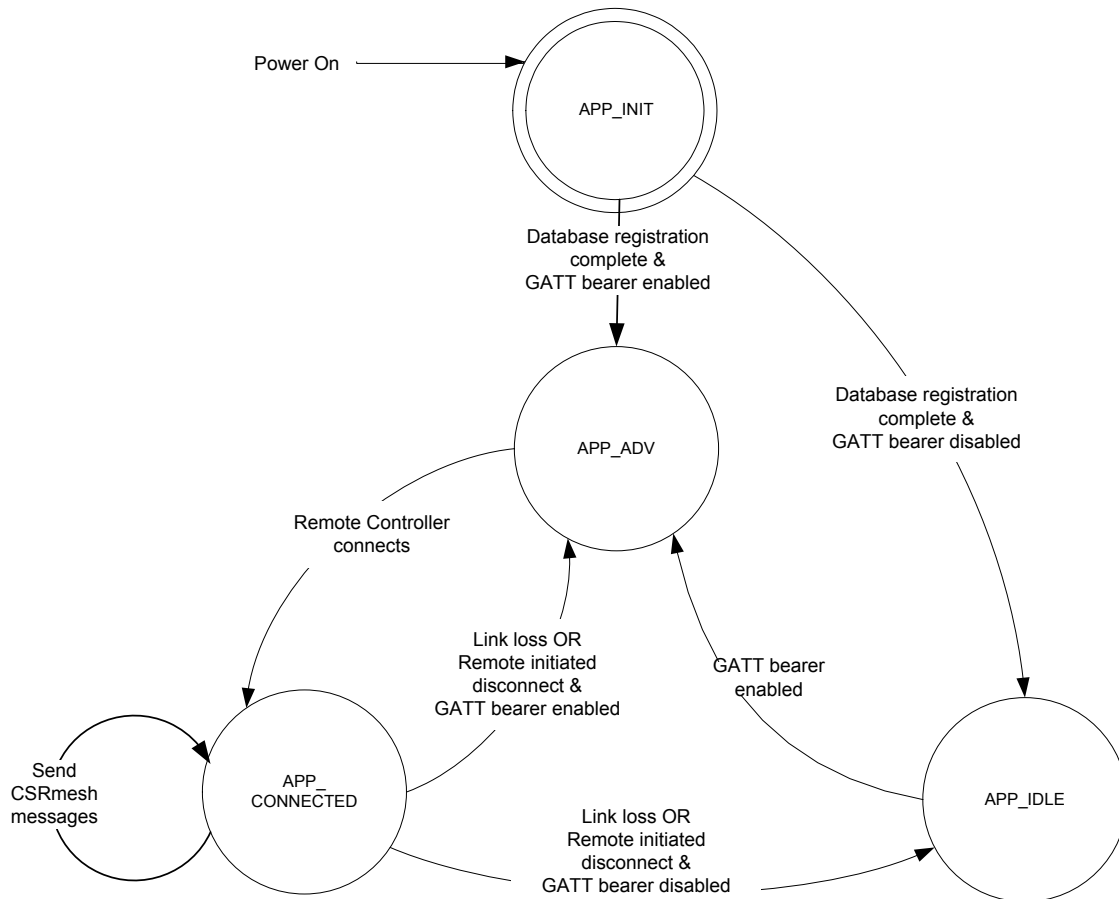 Power On
APP_INIT
Database registration
complete &
GATT bearer enabled
Database registration
complete &
GATT bearer disabled
APP_ADV
Remote Controller
connects
Link loss OR
Remote initiated
disconnect &
GATT bearer enabled
GATT bearer
enabled
Send
CSRmesh
messages
APP_
CONNECTED
APP_IDLE
Link loss OR
Remote initiated
disconnect &
GATT bearer disabled